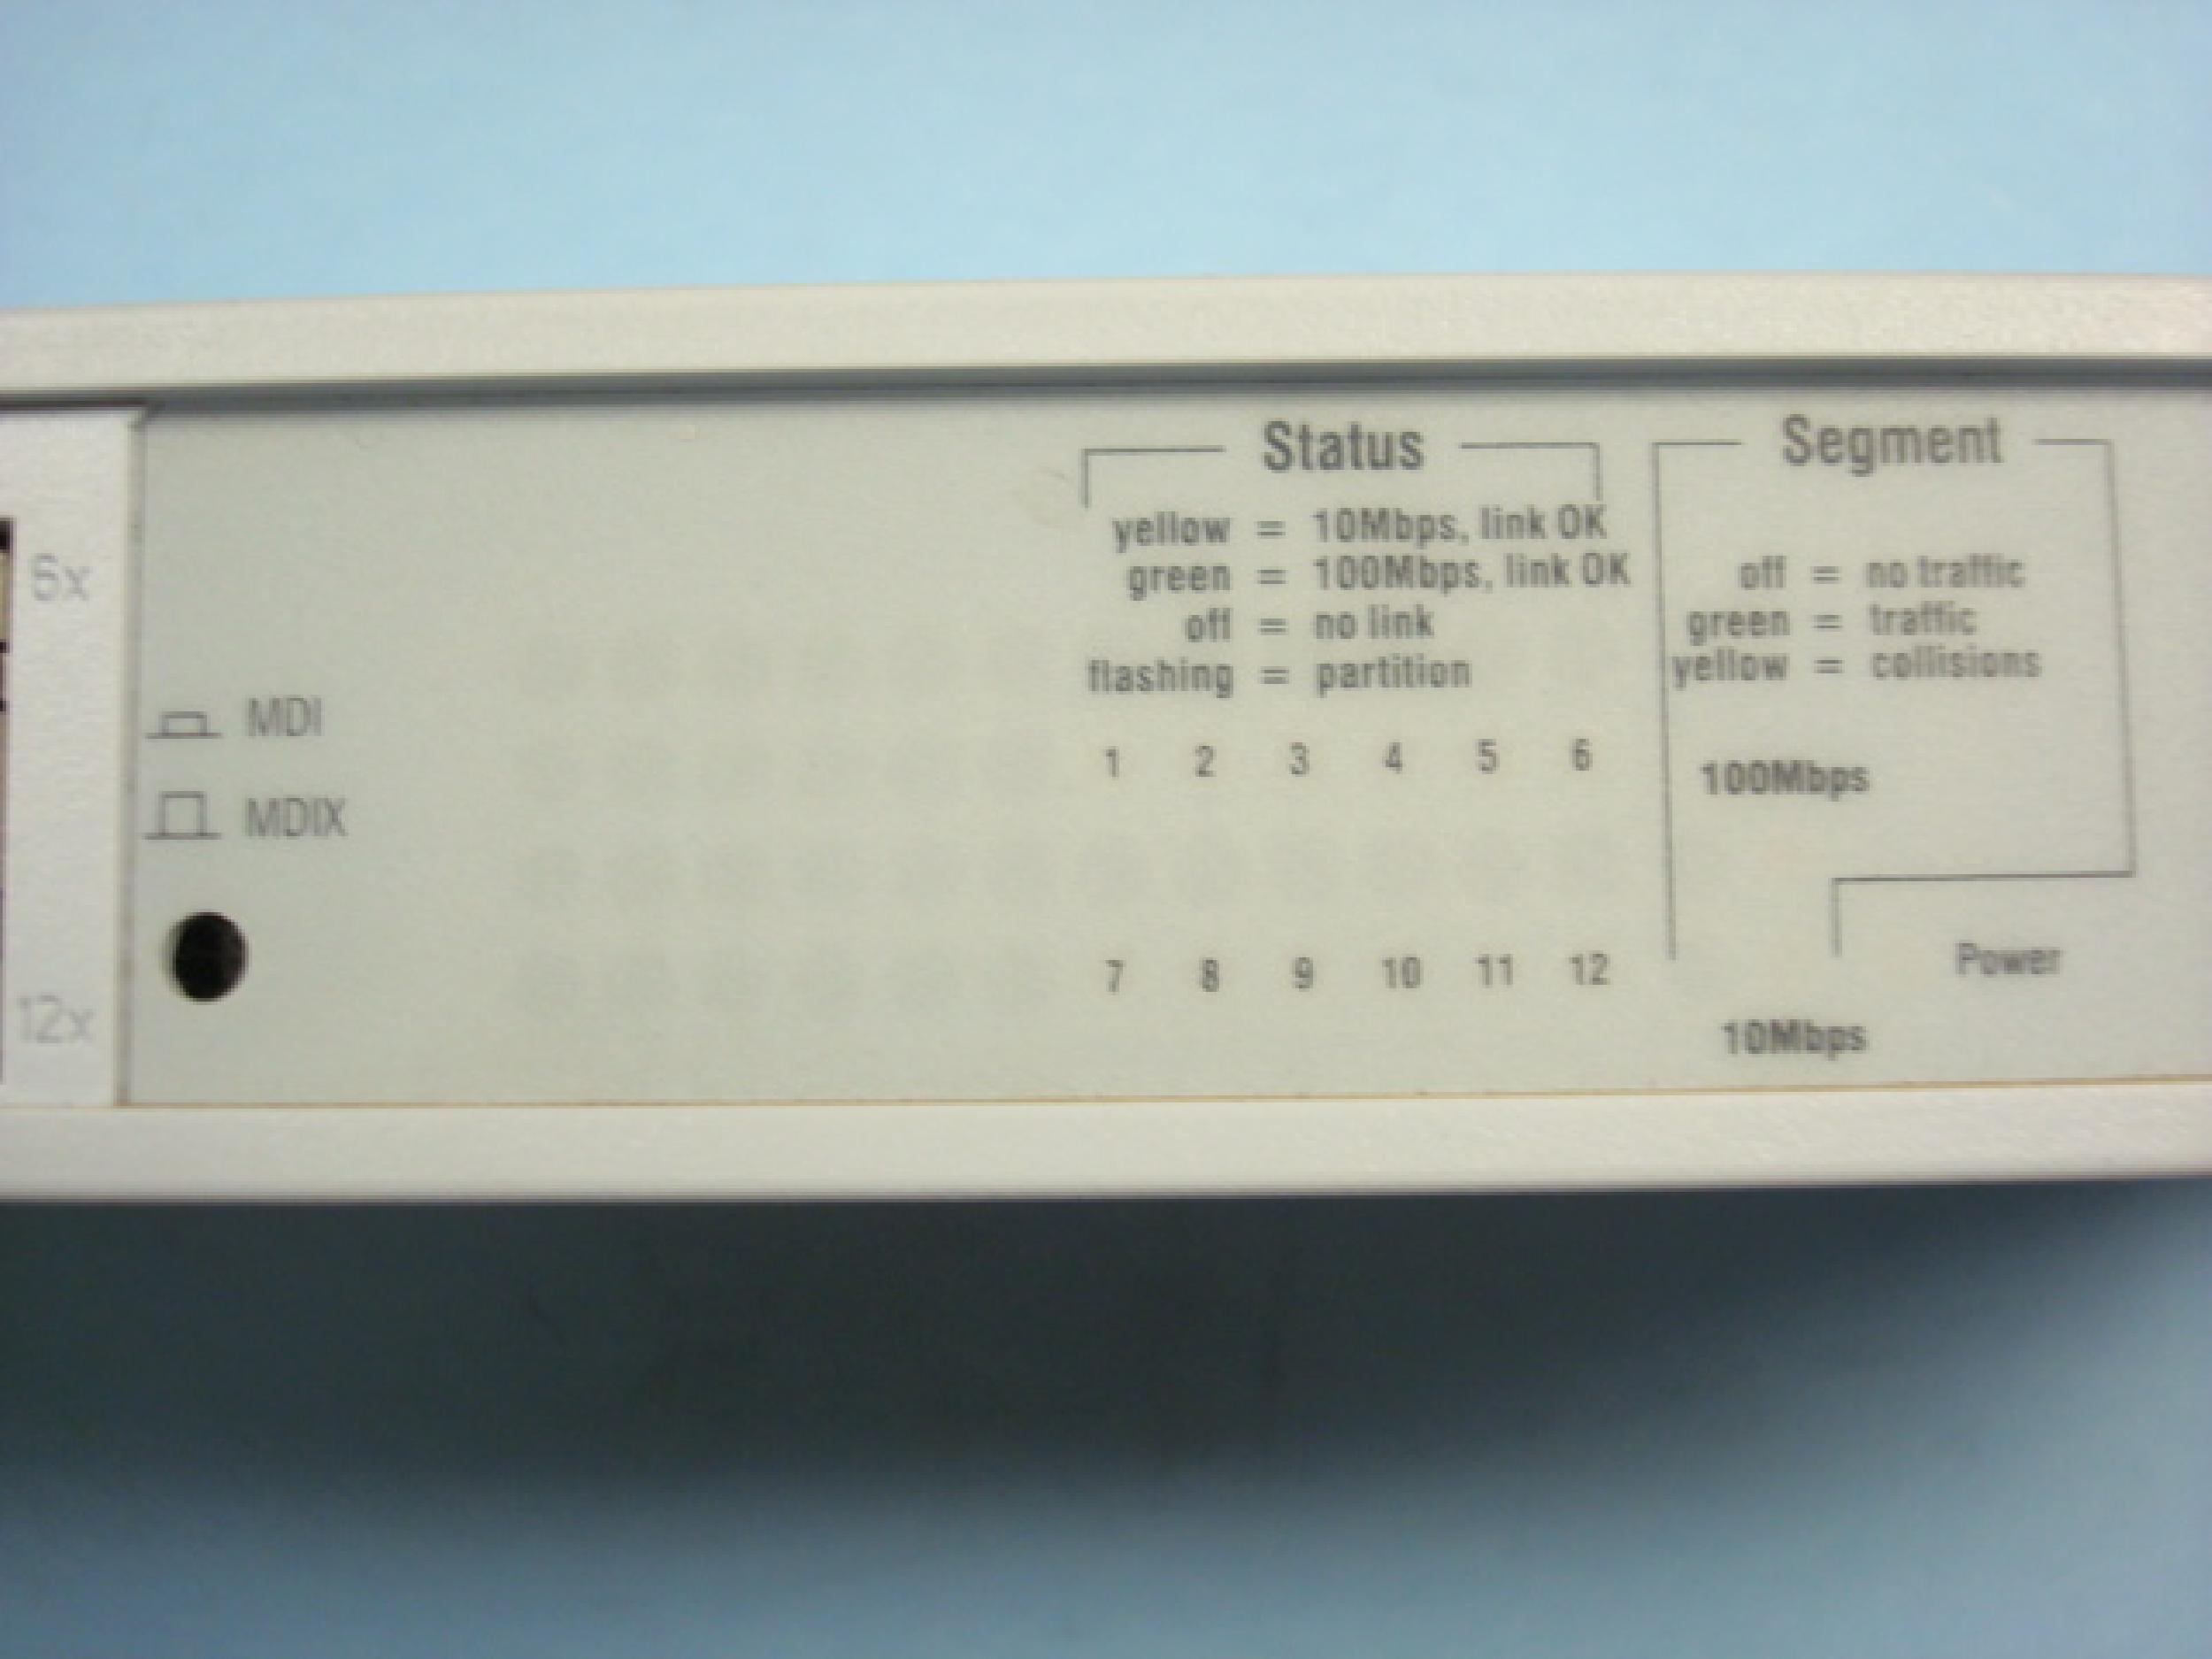 6x
12x
MDI
MDIX
Status
yellow = 10Mbps, link OK
green = 100Mbps, link OK
off = no link
flashing = partition
1 2 3 4 5 6
7 8 9 10 11 12
Segment
off = no traffic
green = traffic
yellow = collisions
100Mbps
Power
10Mbps